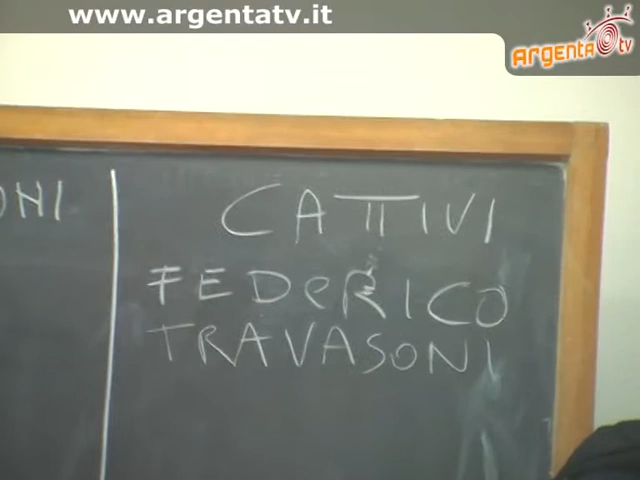 www.argentatv.it
ARGENTA tv
ONI
CATTIVI
FEDERICO
TRAVASONI